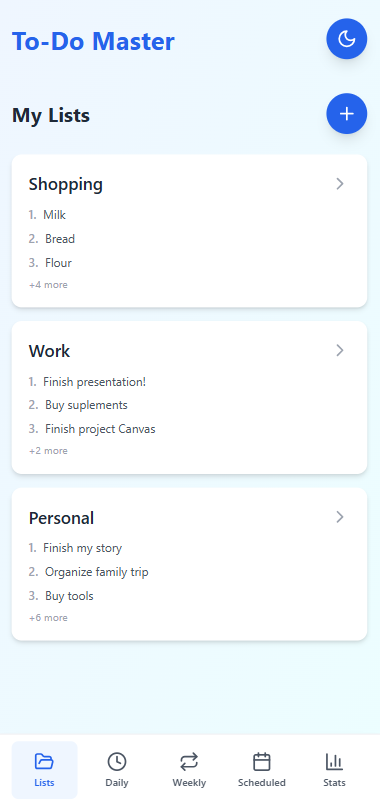 To-Do Master
My Lists
Shopping
1. Milk
2. Bread
3. Flour
+4 more
Work
1. Finish presentation!
2. Buy suplements
3. Finish project Canvas
+2 more
Personal
1. Finish my story
2. Organize family trip
3. Buy tools
+6 more
Lists Daily Weekly Scheduled Stats